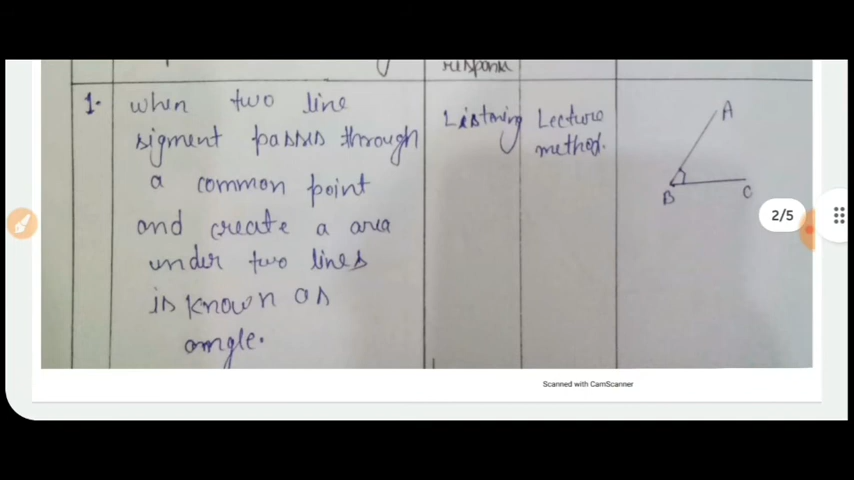 response
1. when two line
sigment passes through
a common point
and create a area
under two lines
is known as
angle.
Listning
Lecture
method.
A
B
C
2/5
Scanned with CamScanner